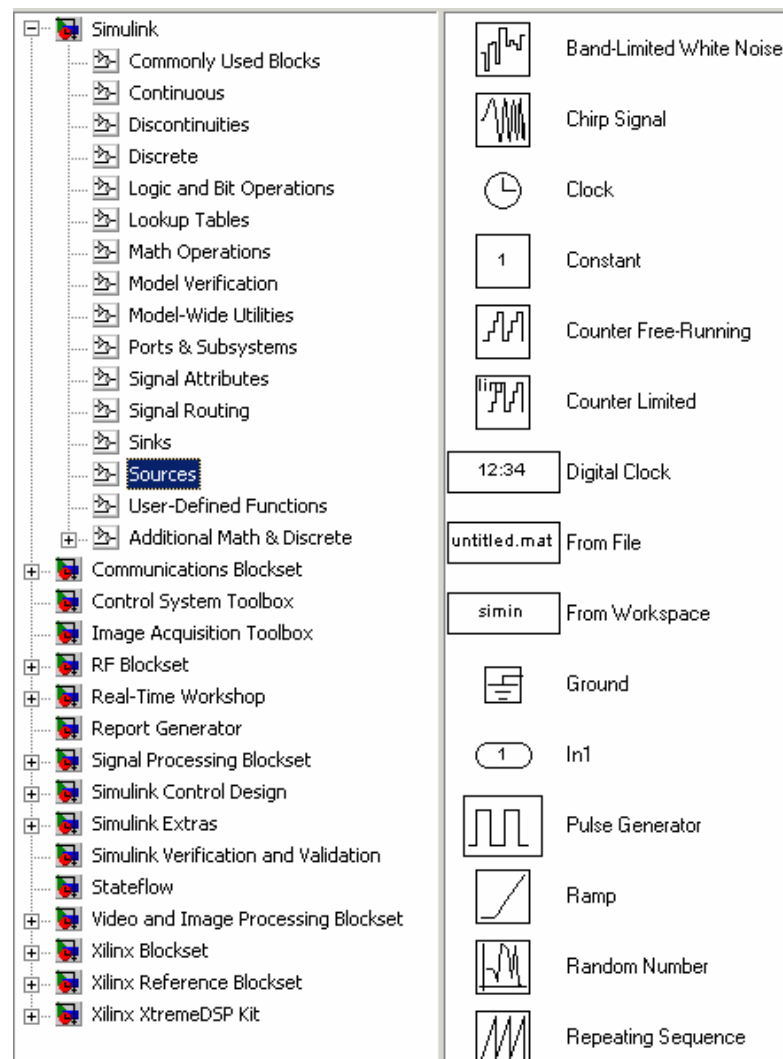 Simulink
Commonly Used Blocks
Continuous
Discontinuities
Discrete
Logic and Bit Operations
Lookup Tables
Math Operations
Model Verification
Model-Wide Utilities
Ports & Subsystems
Signal Attributes
Signal Routing
Sinks
Sources
User-Defined Functions
Additional Math & Discrete
Communications Blockset
Control System Toolbox
Image Acquisition Toolbox
RF Blockset
Real-Time Workshop
Report Generator
Signal Processing Blockset
Simulink Control Design
Simulink Extras
Simulink Verification and Validation
Stateflow
Video and Image Processing Blockset
Xilinx Blockset
Xilinx Reference Blockset
Xilinx XtremeDSP Kit
Band-Limited White Noise
Chirp Signal
Clock
1 Constant
Counter Free-Running
lim Counter Limited
12:34 Digital Clock
untitled.mat From File
simin From Workspace
Ground
1 In1
Pulse Generator
Ramp
Random Number
Repeating Sequence